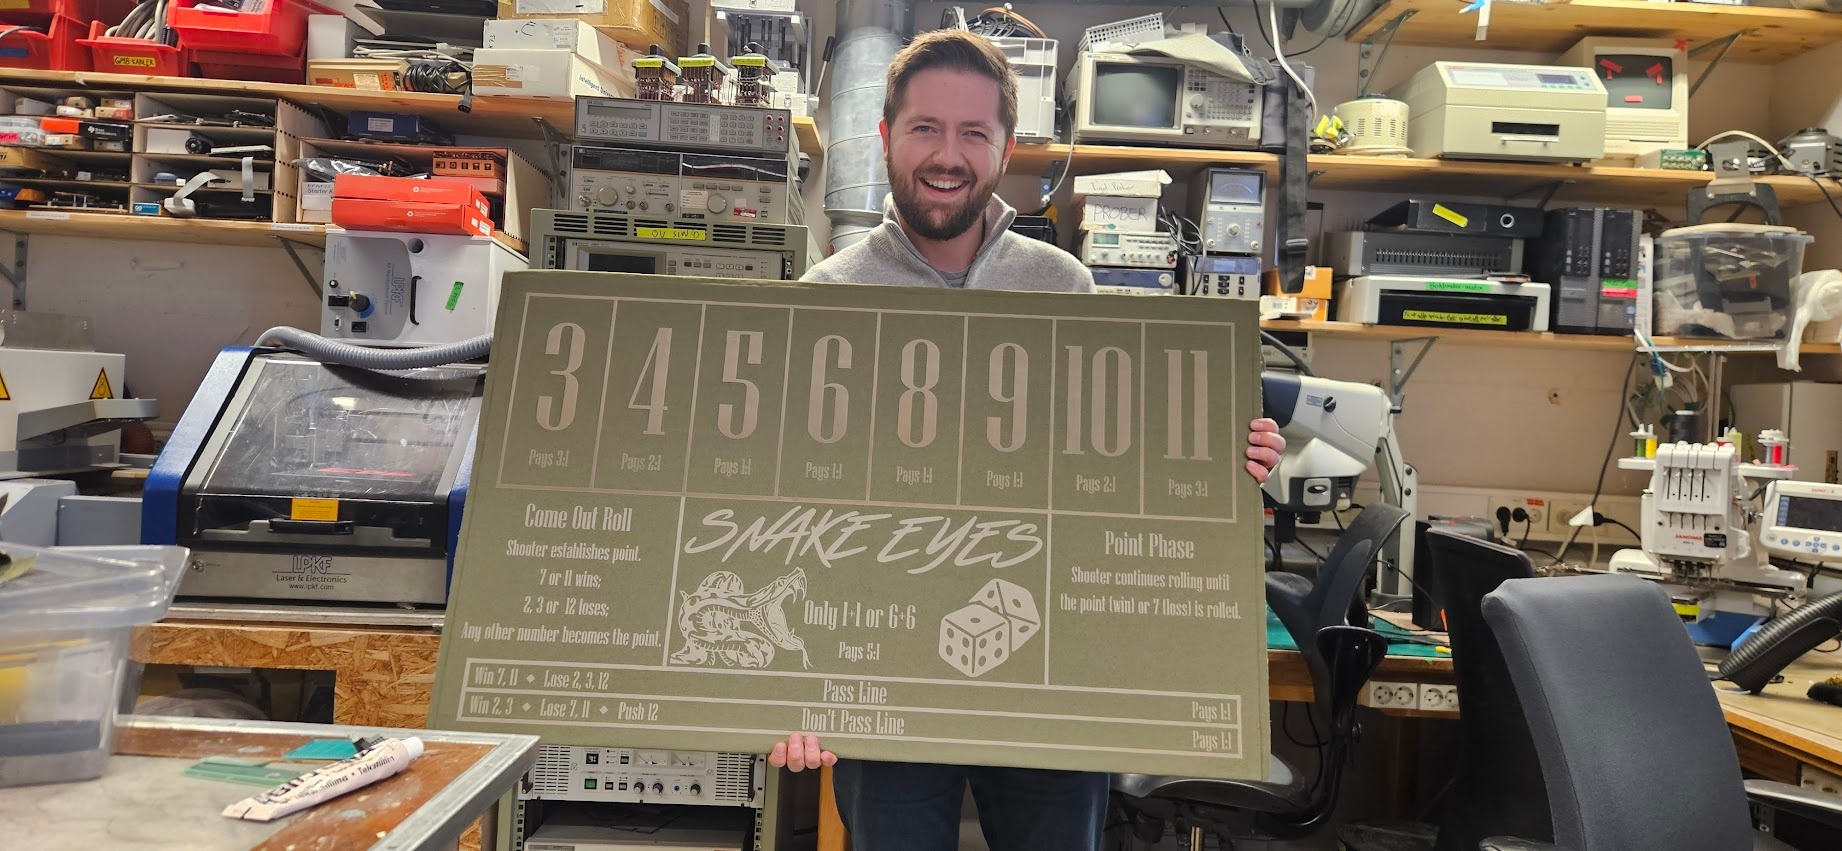 GPIB KABLER
PROBER
3 4 5 6 8 9 10 11
Pays 3:1 Pays 2:1 Pays 1:1 Pays 1:1 Pays 1:1 Pays 1:1 Pays 2:1 Pays 3:1
Come Out Roll
Shooter establishes point.
7 or 11 wins;
2, 3 or 12 loses;
Any other number becomes the point.
SNAKE EYES
Only 1+1 or 6+6
Pays 5:1
Point Phase
Shooter continues rolling until
the point (win) or 7 (loss) is rolled.
Win 7, 11 ◆ Lose 2, 3, 12 Pass Line Pays 1:1
Win 2, 3 ◆ Lose 7, 11 ◆ Push 12 Don't Pass Line Pays 1:1
LPKF
Laser & Electronics
www.lpkf.com
LPKF
JANOME